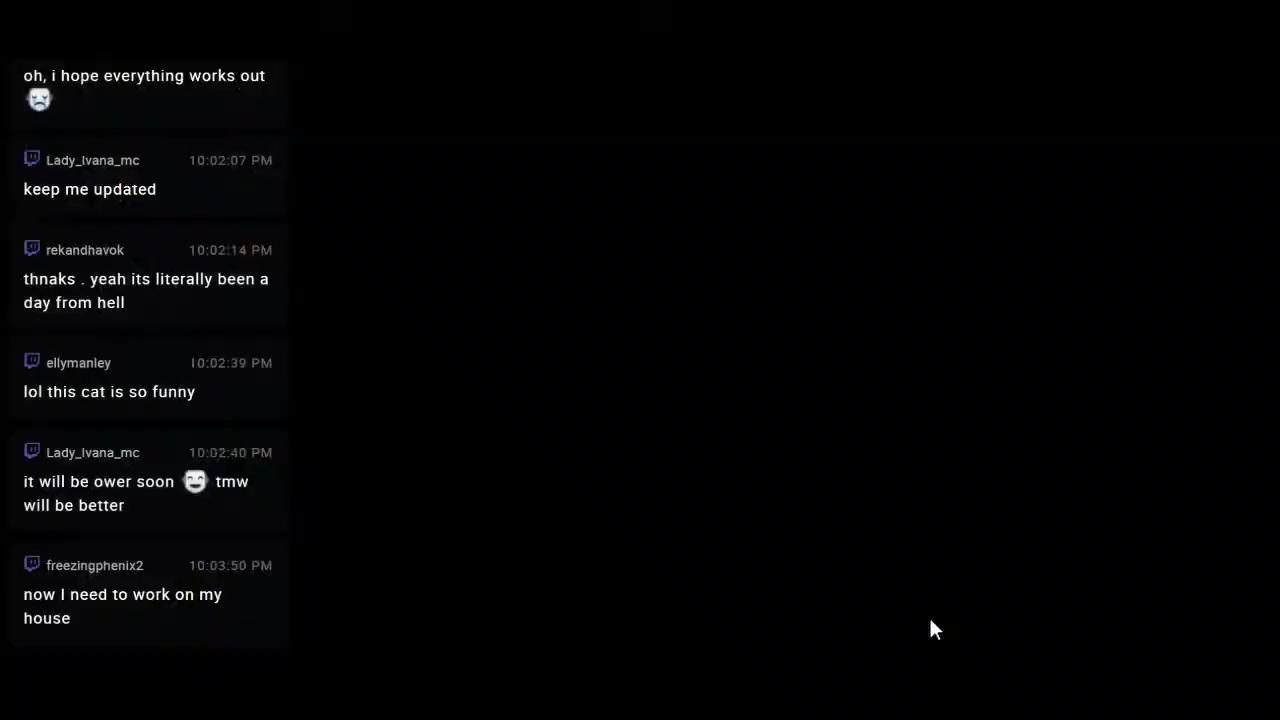 oh, i hope everything works out
Lady_Ivana_mc 10:02:07 PM
keep me updated
rekandhavok 10:02:14 PM
thnaks . yeah its literally been a
day from hell
ellymanley 10:02:39 PM
lol this cat is so funny
Lady_Ivana_mc 10:02:40 PM
it will be ower soon tmw
will be better
freezingphenix2 10:03:50 PM
now I need to work on my
house